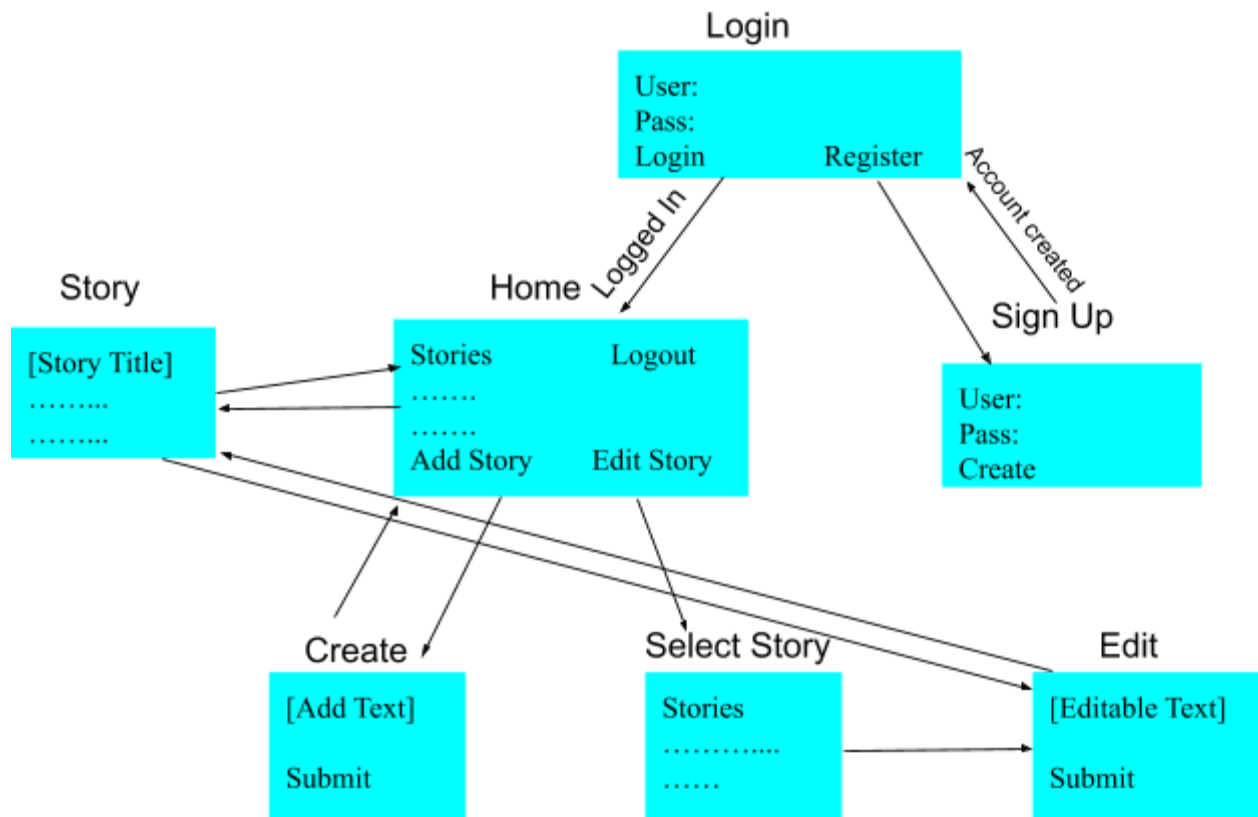 Login
User:
Pass:
Login Register
Logged In
Account created
Story
Home
Sign Up
[Story Title]
……...
……...
Stories Logout
…….
…….
Add Story Edit Story
User:
Pass:
Create
Create
[Add Text]
Submit
Select Story
Stories
………....
……
Edit
[Editable Text]
Submit